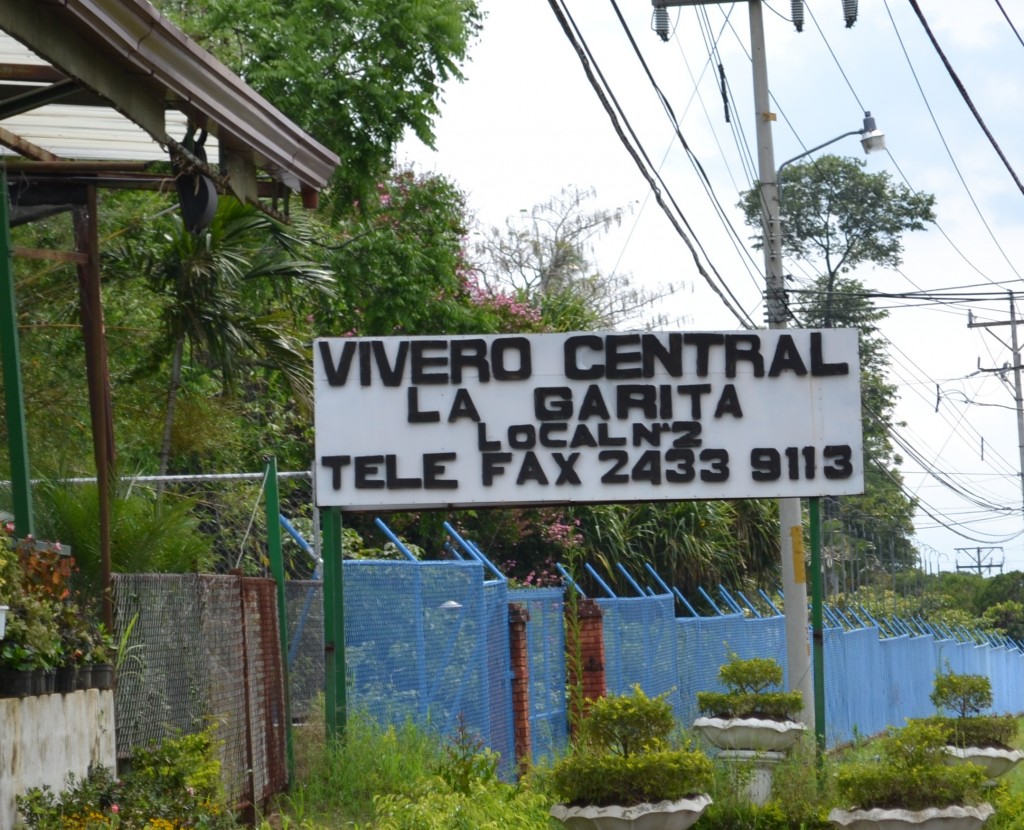 VIVERO CENTRAL
LA GARITA
LOCAL Nº2
TELE FAX 2433 9113